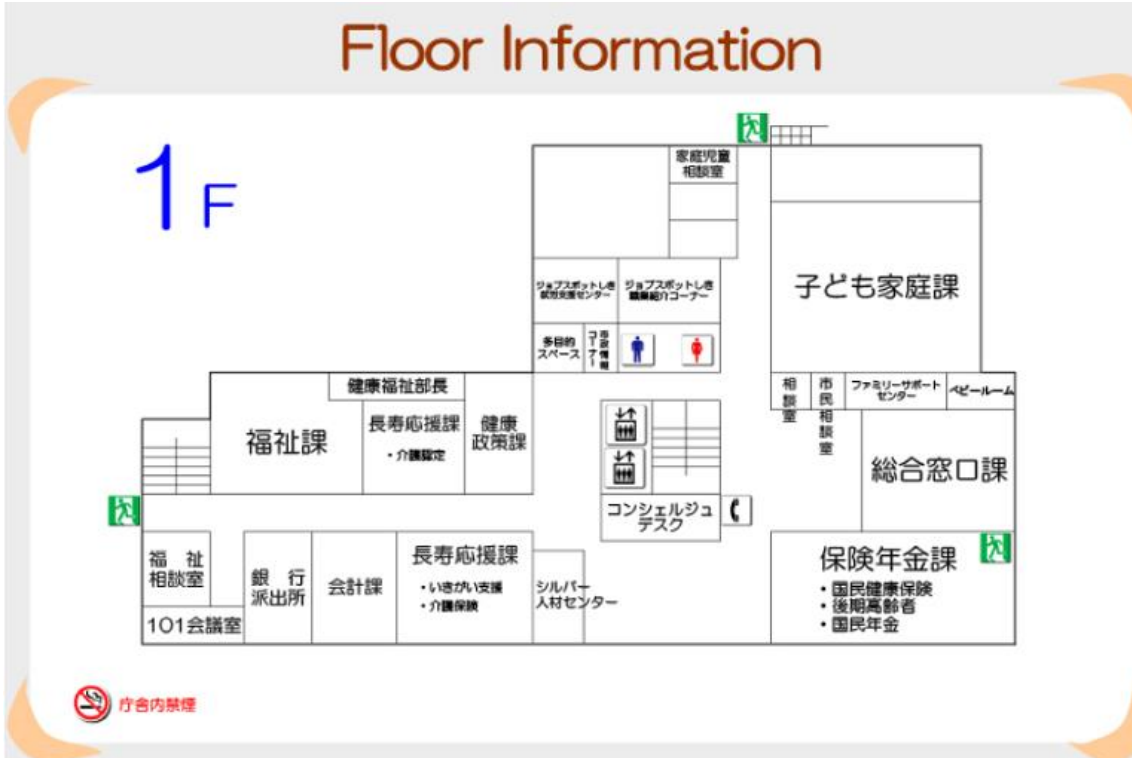 Floor Information
1F
家庭児童
相談室
子ども家庭課
ジョブスポットしき
就労支援センター
ジョブスポットしき
職業紹介コーナー
多目的
スペース
市政情報
コーナー
健康福祉部長
福祉課
長寿応援課
・介護認定
健康
政策課
相談室
市民相談室
ファミリーサポート
センター
ベビールーム
総合窓口課
コンシェルジュ
デスク
福祉
相談室
101会議室
銀行
派出所
会計課
長寿応援課
・いきがい支援
・介護保険
シルバー
人材センター
保険年金課
・国民健康保険
・後期高齢者
・国民年金
庁舎内禁煙